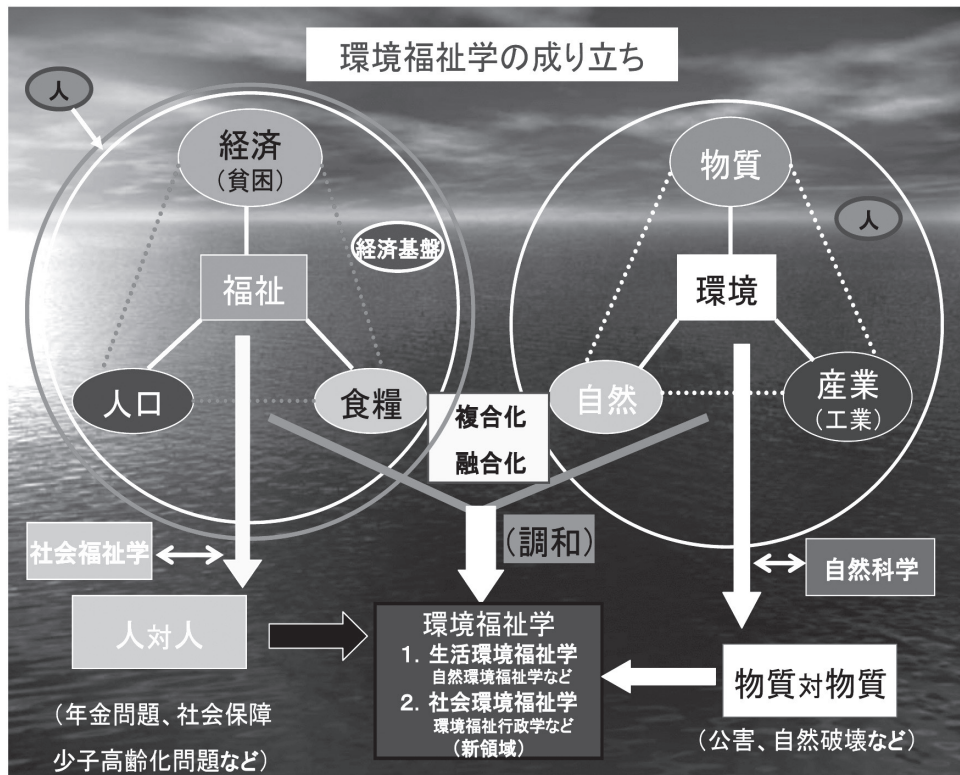 環境福祉学の成り立ち
人
経済
(貧困)
経済基盤
福祉
人口
食糧
物質
人
環境
自然
産業
(工業)
複合化
融合化
(調和)
社会福祉学
自然科学
人対人
(年金問題、社会保障
少子高齢化問題など)
環境福祉学
1. 生活環境福祉学
自然環境福祉学など
2. 社会環境福祉学
環境福祉行政学など
(新領域)
物質対物質
(公害、自然破壊など)